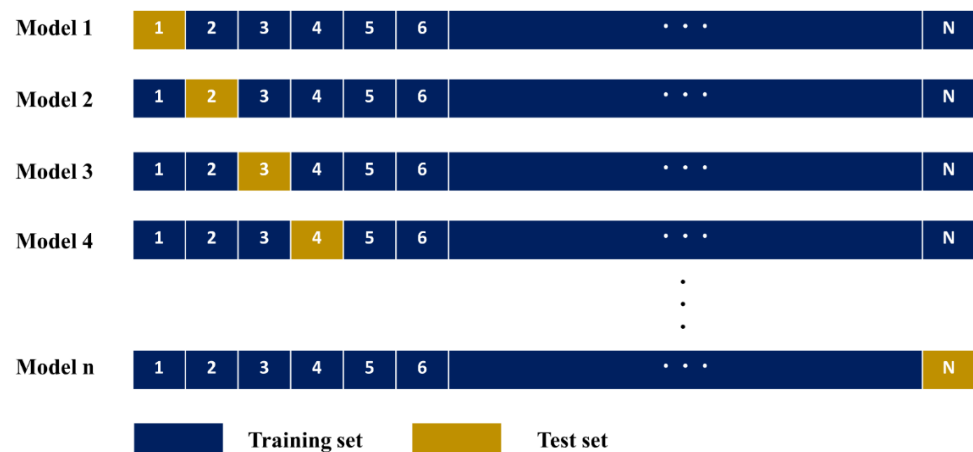 Model 1 1 2 3 4 5 6 . . . N
Model 2 1 2 3 4 5 6 . . . N
Model 3 1 2 3 4 5 6 . . . N
Model 4 1 2 3 4 5 6 . . . N
.
.
.
Model n 1 2 3 4 5 6 . . . N
Training set Test set